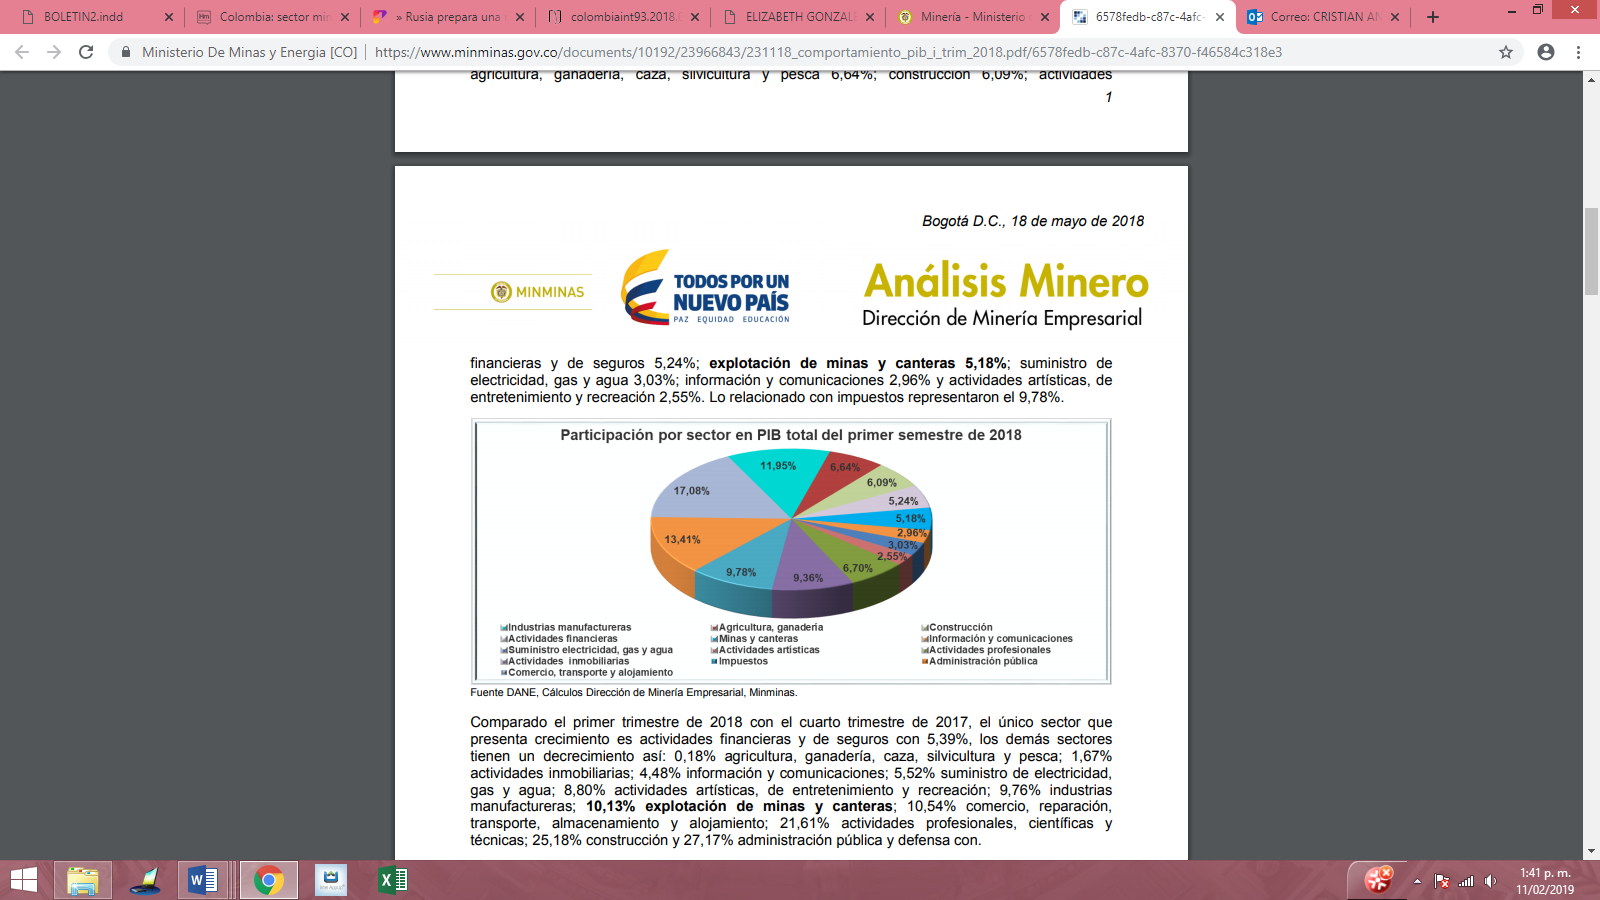 BOLETIN2.indd
Colombia: sector min
» Rusia prepara una
colombiaint93.2018.
ELIZABETH GONZAL
Minería - Ministerio
6578fedb-c87c-4afc-
Correo: CRISTIAN AN
Ministerio De Minas y Energia [CO] | https://www.minminas.gov.co/documents/10192/23966843/231118_comportamiento_pib_i_trim_2018.pdf/6578fedb-c87c-4afc-8370-f46584c318e3
agricultura, ganadería, caza, silvicultura y pesca 6,64%; construcción 6,09%; actividades
1
Bogotá D.C., 18 de mayo de 2018
MINMINAS
TODOS POR UN
NUEVO PAÍS
PAZ EQUIDAD EDUCACIÓN
Análisis Minero
Dirección de Minería Empresarial
financieras y de seguros 5,24%; explotación de minas y canteras 5,18%; suministro de
electricidad, gas y agua 3,03%; información y comunicaciones 2,96% y actividades artísticas, de
entretenimiento y recreación 2,55%. Lo relacionado con impuestos representaron el 9,78%.
Participación por sector en PIB total del primer semestre de 2018
11,95%
6,64%
6,09%
5,24%
5,18%
2,96%
3,03%
2,55%
6,70%
9,36%
9,78%
13,41%
17,08%
Industrias manufactureras
Agricultura, ganadería
Construcción
Actividades financieras
Minas y canteras
Información y comunicaciones
Suministro electricidad, gas y agua
Actividades artísticas
Actividades profesionales
Actividades inmobiliarias
Impuestos
Administración pública
Comercio, transporte y alojamiento
Fuente DANE, Cálculos Dirección de Minería Empresarial, Minminas.
Comparado el primer trimestre de 2018 con el cuarto trimestre de 2017, el único sector que
presenta crecimiento es actividades financieras y de seguros con 5,39%, los demás sectores
tienen un decrecimiento así: 0,18% agricultura, ganadería, caza, silvicultura y pesca; 1,67%
actividades inmobiliarias; 4,48% información y comunicaciones; 5,52% suministro de electricidad,
gas y agua; 8,80% actividades artísticas, de entretenimiento y recreación; 9,76% industrias
manufactureras; 10,13% explotación de minas y canteras; 10,54% comercio, reparación,
transporte, almacenamiento y alojamiento; 21,61% actividades profesionales, científicas y
técnicas; 25,18% construcción y 27,17% administración pública y defensa con.
1:41 p. m.
11/02/2019